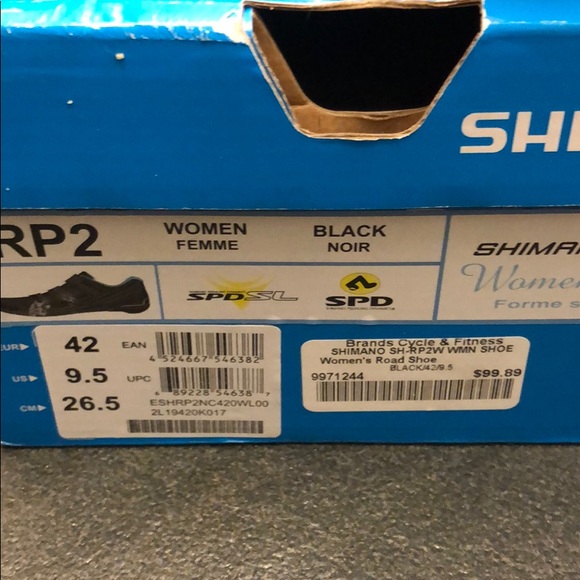 SHI
RP2
WOMEN
FEMME
BLACK
NOIR
SHIMAN
Women
Forme s
SPD-SL
SPD
EUR 42 EAN 4 524667 546382
US 9.5 UPC 6 89228 54638 7
CM 26.5 ESHRP2NC420WL00
2L19420K017
Brands Cycle & Fitness
SHIMANO SH-RP2W WMN SHOE
Women's Road Shoe
BLACK/42/9.5
9971244 $99.89